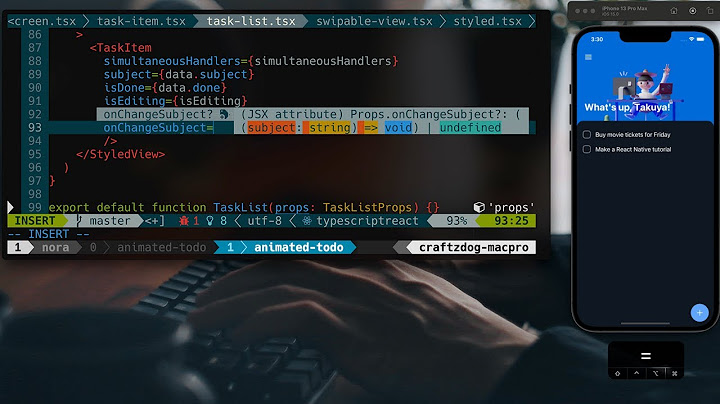 <creen.tsx > task-item.tsx > task-list.tsx > swipable-view.tsx > styled.tsx
86 >
87 <TaskItem
88 simultaneousHandlers={simultaneousHandlers}
89 subject={data.subject}
90 isDone={data.done}
91 isEditing={isEditing}
92 onChangeSubject? (JSX attribute) Props.onChangeSubject?: (
93 onChangeSubject= (subject: string) => void) | undefined
94 />
95 </StyledView>
96 )
97 }
98
99 export default function TaskList(props: TaskListProps) {} 'props'
INSERT master <+] 1 8 < utf-8 < typescriptreact 93% 93:25
-- INSERT --
1 nora 0 animated-todo 1 animated-todo craftzdog-macpro
iPhone 13 Pro Max
iOS 15.0
3:30
What's up, Takuya!
Buy movie tickets for Friday
Make a React Native tutorial
+
=
⇧ ^ ⌥ ⌘